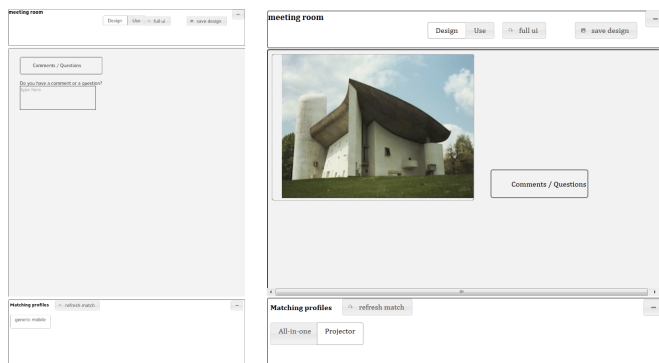 meeting room
Design Use full ui save design
Comments / Questions
Do you have a comment or a question?
type here
Matching profiles refresh match
generic mobile
meeting room
Design Use full ui save design
Comments / Questions
Matching profiles refresh match
All-in-one Projector